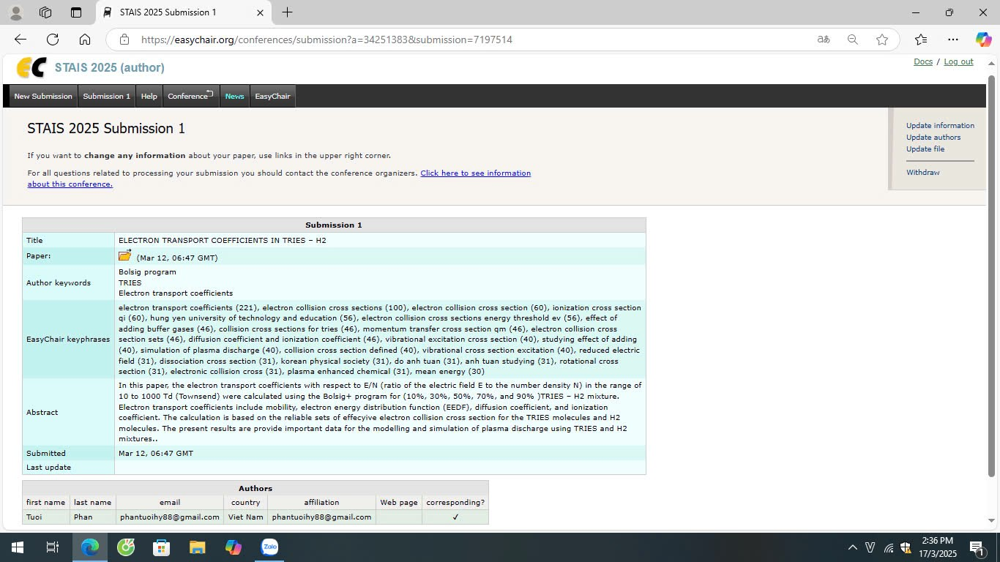 STAIS 2025 Submission 1
https://easychair.org/conferences/submission?a=34251383&submission=7197514
EC STAIS 2025 (author)
Docs / Log out
New Submission Submission 1 Help Conference News EasyChair
STAIS 2025 Submission 1
Update information
Update authors
Update file
Withdraw
If you want to change any information about your paper, use links in the upper right corner.
For all questions related to processing your submission you should contact the conference organizers. Click here to see information
about this conference.
Submission 1
Title ELECTRON TRANSPORT COEFFICIENTS IN TRIES – H2
Paper: (Mar 12, 06:47 GMT)
Author keywords
Bolsig program
TRIES
Electron transport coefficients
EasyChair keyphrases
electron transport coefficients (221), electron collision cross sections (100), electron collision cross section (60), ionization cross section
qi (60), hung yen university of technology and education (56), electron collision cross sections energy threshold ev (56), effect of
adding buffer gases (46), collision cross sections for tries (46), momentum transfer cross section qm (46), electron collision cross
section sets (46), diffusion coefficient and ionization coefficient (46), vibrational excitation cross section (40), studying effect of adding
(40), simulation of plasma discharge (40), collision cross section defined (40), vibrational cross section excitation (40), reduced electric
field (31), dissociation cross section (31), korean physical society (31), do anh tuan (31), anh tuan studying (31), rotational cross
section (31), electronic collision cross (31), plasma enhanced chemical (31), mean energy (30)
Abstract
In this paper, the electron transport coefficients with respect to E/N (ratio of the electric field E to the number density N) in the range of
10 to 1000 Td (Townsend) were calculated using the Bolsig+ program for (10%, 30%, 50%, 70%, and 90% )TRIES – H2 mixture.
Electron transport coefficients include mobility, electron energy distribution function (EEDF), diffusion coefficient, and ionization
coefficient. The calculation is based on the reliable sets of effecyive electron collision cross section for the TRIES molecules and H2
molecules. The present results are provide important data for the modelling and simulation of plasma discharge using TRIES and H2
mixtures..
Submitted Mar 12, 06:47 GMT
Last update
Authors
first name last name email country affiliation Web page corresponding?
Tuoi Phan phantuoihy88@gmail.com Viet Nam phantuoihy88@gmail.com ✓
Zalo
V
2:36 PM
17/3/2025
1